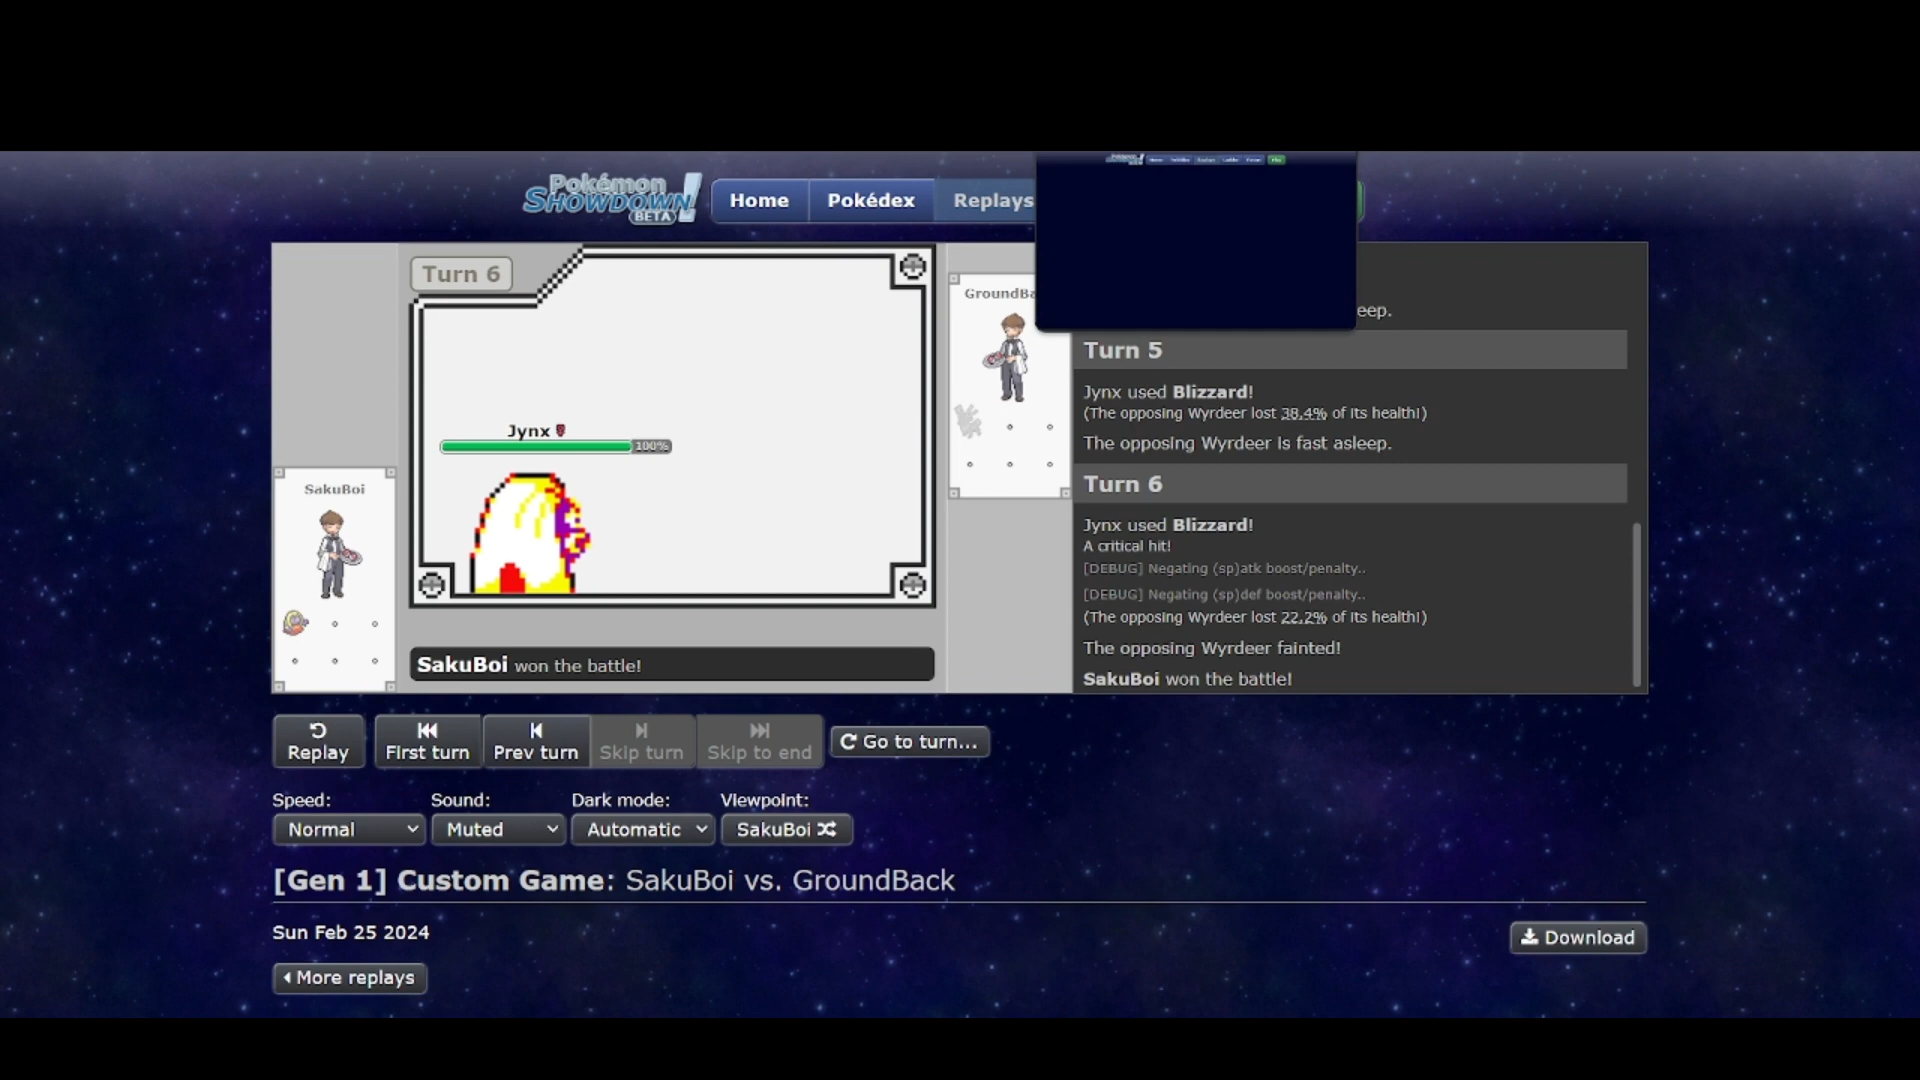 Pokémon
SHOWDOWN!
BETA
Home
Pokédex
Replays
Turn 6
Jynx
100%
SakuBoi
SakuBoi won the battle!
GroundBa
eep.
Turn 5
Jynx used Blizzard!
(The opposing Wyrdeer lost 38.4% of its health!)
The opposing Wyrdeer is fast asleep.
Turn 6
Jynx used Blizzard!
A critical hit!
[DEBUG] Negating (sp)atk boost/penalty..
[DEBUG] Negating (sp)def boost/penalty..
(The opposing Wyrdeer lost 22.2% of its health!)
The opposing Wyrdeer fainted!
SakuBoi won the battle!
Replay
First turn
Prev turn
Skip turn
Skip to end
Go to turn...
Speed:
Sound:
Dark mode:
Viewpoint:
Normal
Muted
Automatic
SakuBoi
[Gen 1] Custom Game: SakuBoi vs. GroundBack
Sun Feb 25 2024
Download
More replays